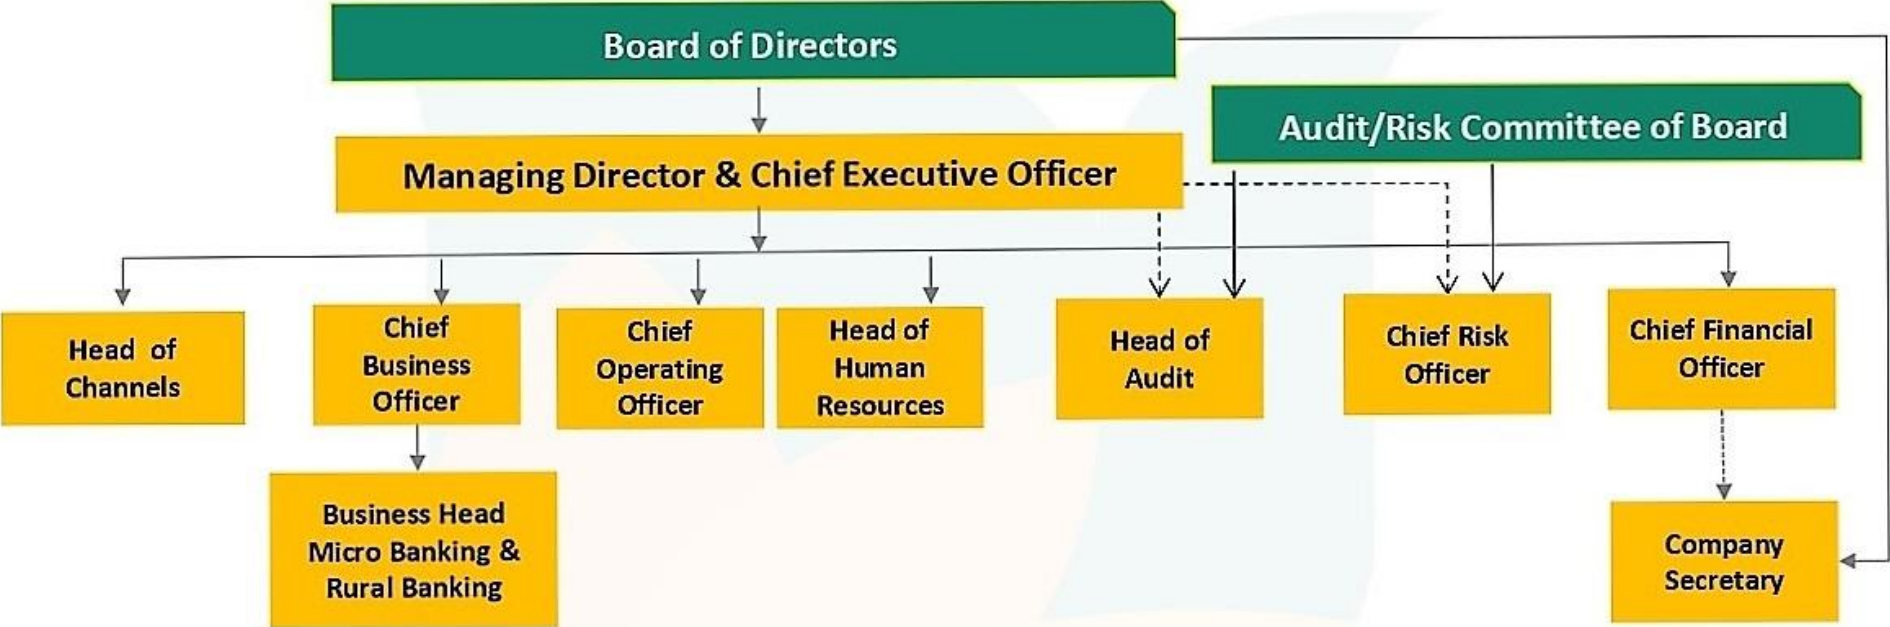 Board of Directors
Audit/Risk Committee of Board
Managing Director & Chief Executive Officer
Head of
Channels
Chief
Business
Officer
Chief
Operating
Officer
Head of
Human
Resources
Head of
Audit
Chief Risk
Officer
Chief Financial
Officer
Business Head
Micro Banking &
Rural Banking
Company
Secretary